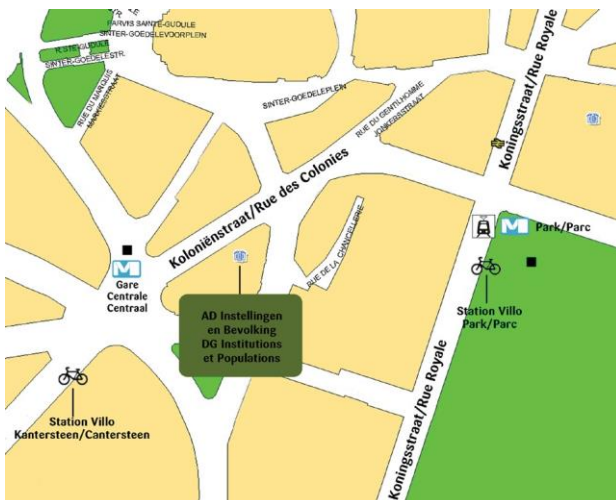 PARVIS SAINTE-GUDULE
SINTER-GOEDELEVOORPLEIN
R.STE-GUDULE
SINTER-GOEDELESTR.
RUE DU MARQUIS
MARKIESSTRAAT
SINTER-GOEDELEPLEIN
RUE DU GENTILHOMME
JONKERSSTRAAT
Koningsstraat/Rue Royale
Koloniënstraat/Rue des Colonies
RUE DE LA CHANCELLERIE
M
Park/Parc
M
Gare
Centrale
Centraal
Station Villo
Park/Parc
AD Instellingen
en Bevolking
DG Institutions
et Populations
Station Villo
Kantersteen/Cantersteen
Koningsstraat/Rue Royale